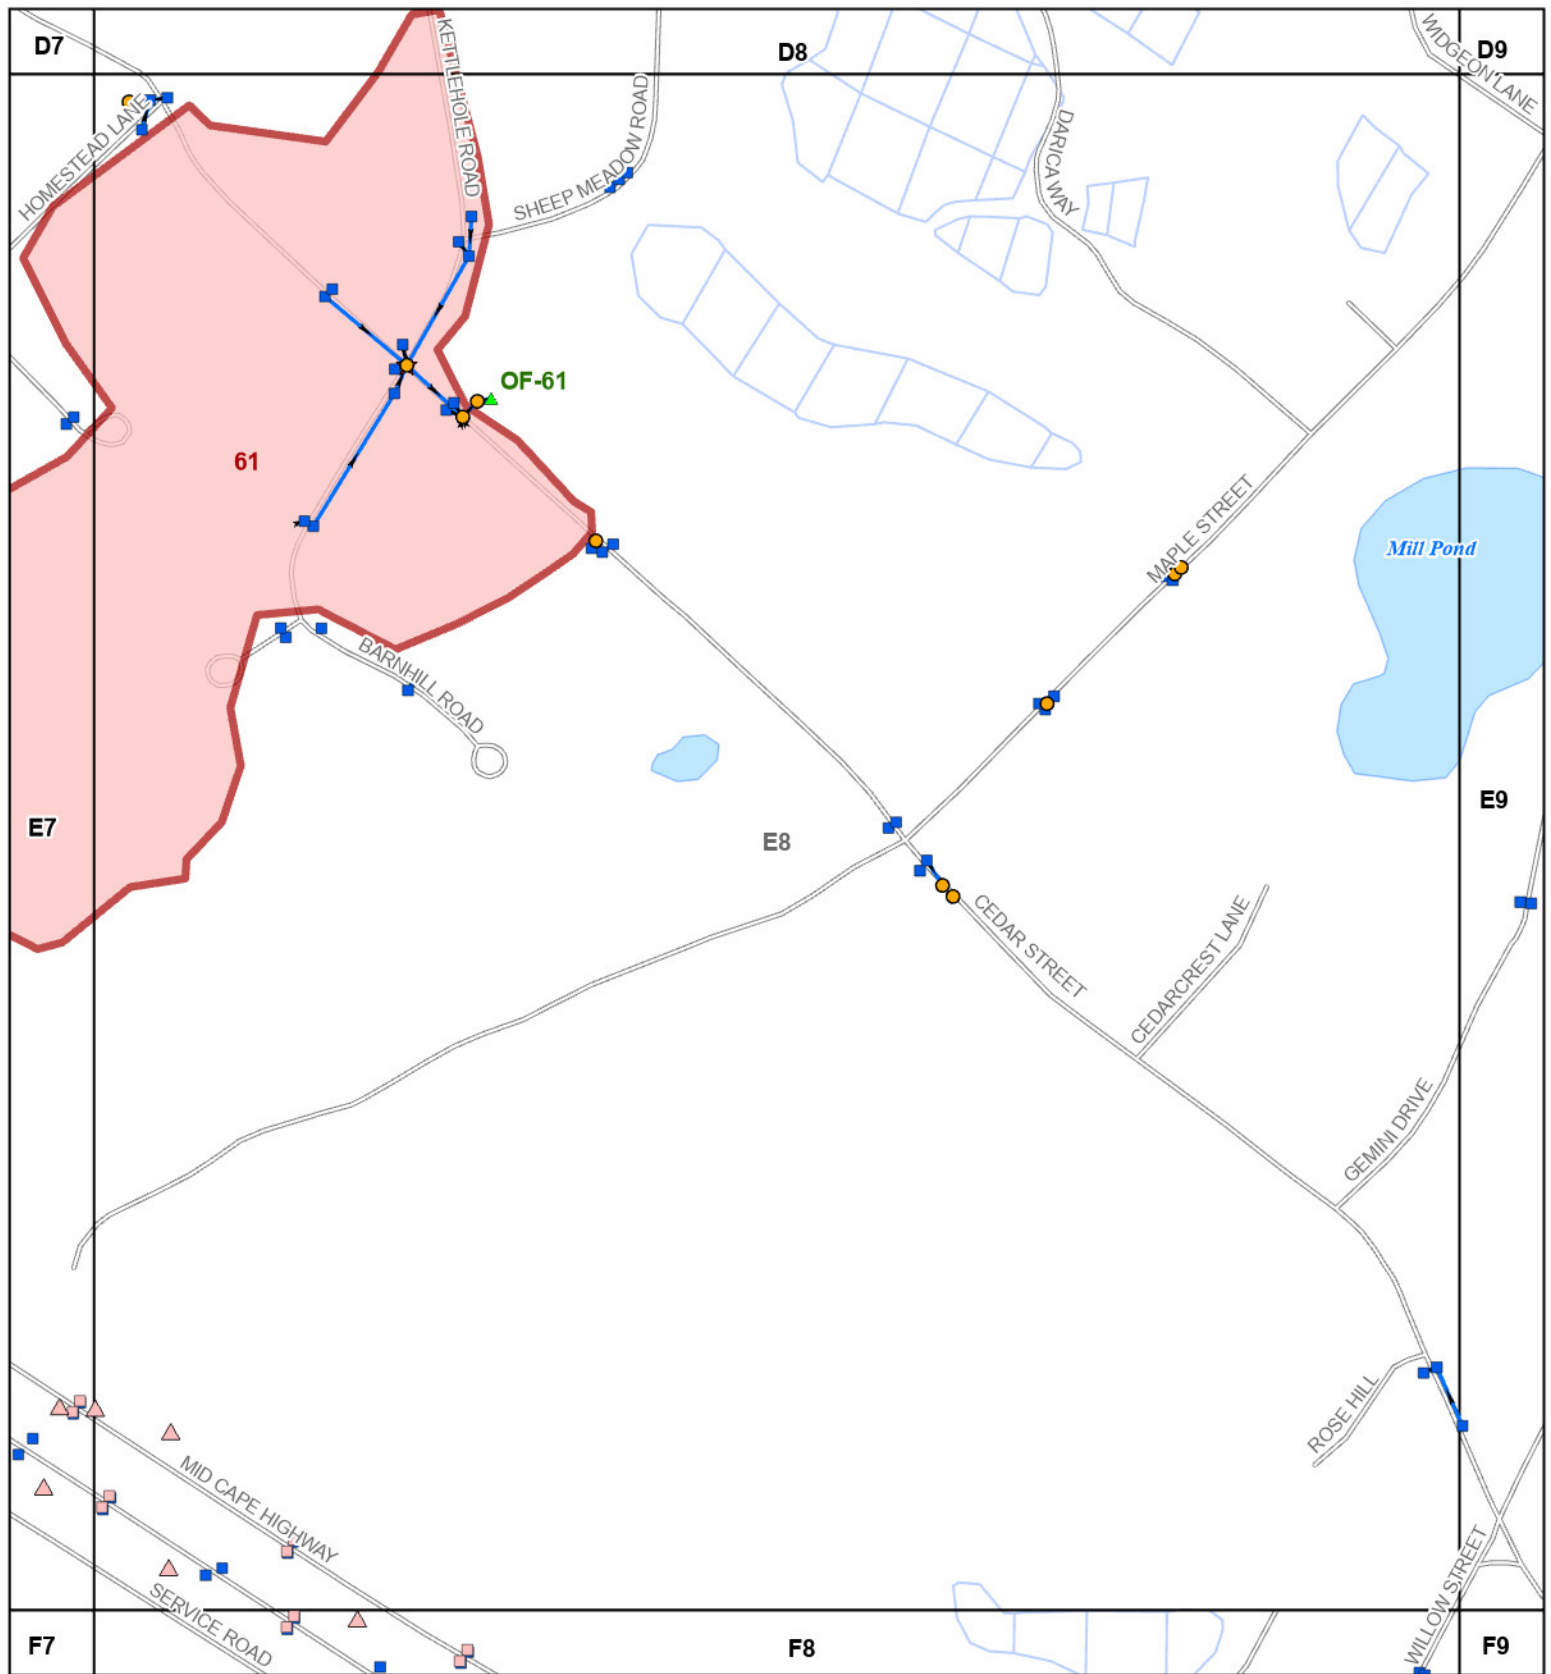 D7
D8
D9
WIDGEON LANE
KETTLEHOLE ROAD
HOMESTEAD LANE
SHEEP MEADOW ROAD
DARICA WAY
OF-61
61
MAPLE STREET
Mill Pond
BARNHILL ROAD
E7
E8
E9
CEDAR STREET
CEDARCREST LANE
GEMINI DRIVE
ROSE HILL
MID CAPE HIGHWAY
SERVICE ROAD
WILLOW STREET
F7
F8
F9